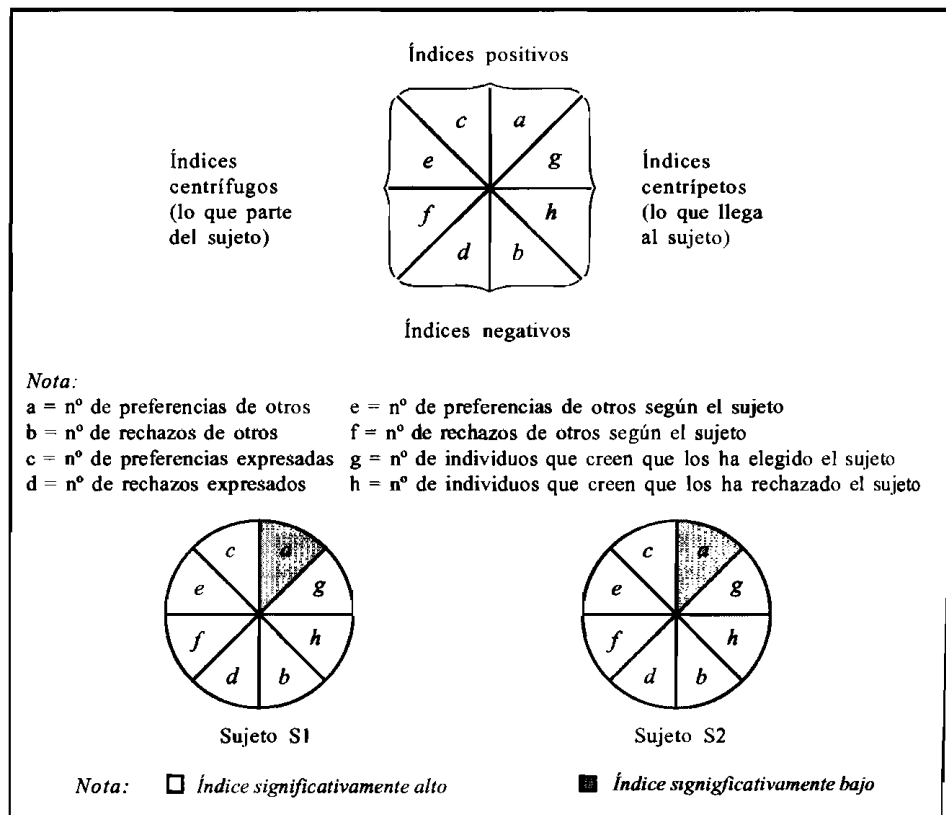 Índices positivos
c a
Índices
centrífugos
(lo que parte
del sujeto)
e g
f h
d b
Índices
centrípetos
(lo que llega
al sujeto)
Índices negativos
Nota:
a = nº de preferencias de otros e = nº de preferencias de otros según el sujeto
b = nº de rechazos de otros f = nº de rechazos de otros según el sujeto
c = nº de preferencias expresadas g = nº de individuos que creen que los ha elegido el sujeto
d = nº de rechazos expresados h = nº de individuos que creen que los ha rechazado el sujeto
c a
e g
f h
d b
Sujeto S1
c a
e g
f h
d b
Sujeto S2
Nota: Índice significativamente alto Índice signigficativamente bajo